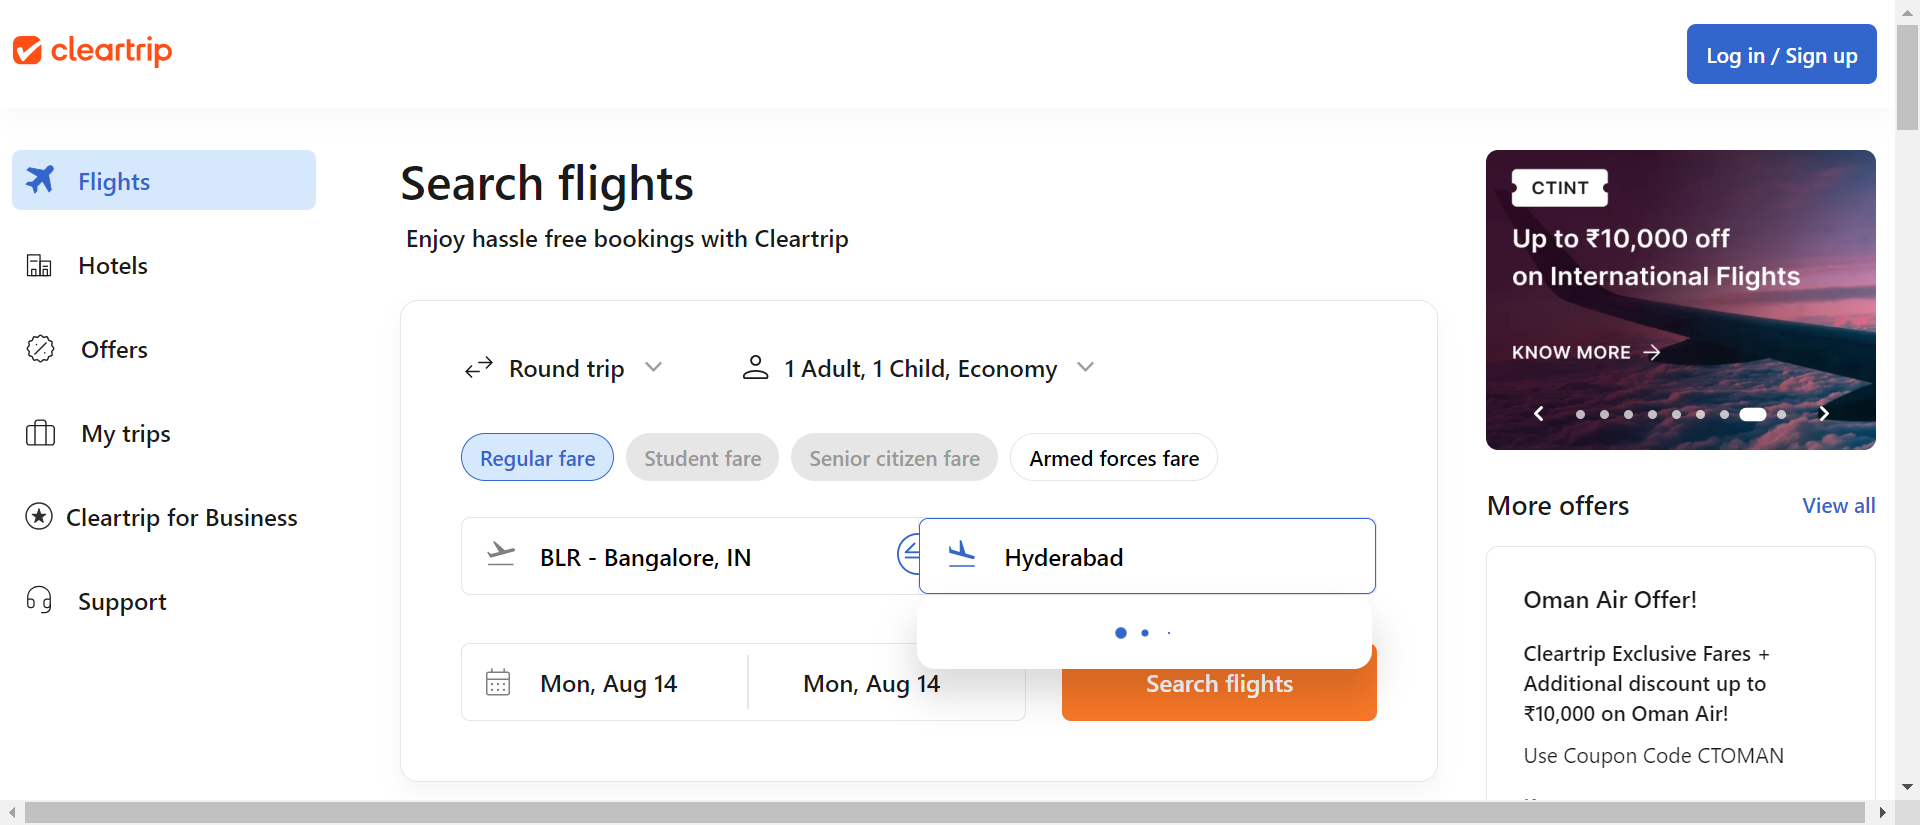 cleartrip
Log in / Sign up
Flights
Hotels
Offers
My trips
Cleartrip for Business
Support
Search flights
Enjoy hassle free bookings with Cleartrip
Round trip
1 Adult, 1 Child, Economy
Regular fare
Student fare
Senior citizen fare
Armed forces fare
BLR - Bangalore, IN
Hyderabad
Mon, Aug 14
Mon, Aug 14
Search flights
CTINT
Up to ₹10,000 off
on International Flights
KNOW MORE
More offers
View all
Oman Air Offer!
Cleartrip Exclusive Fares +
Additional discount up to
₹10,000 on Oman Air!
Use Coupon Code CTOMAN